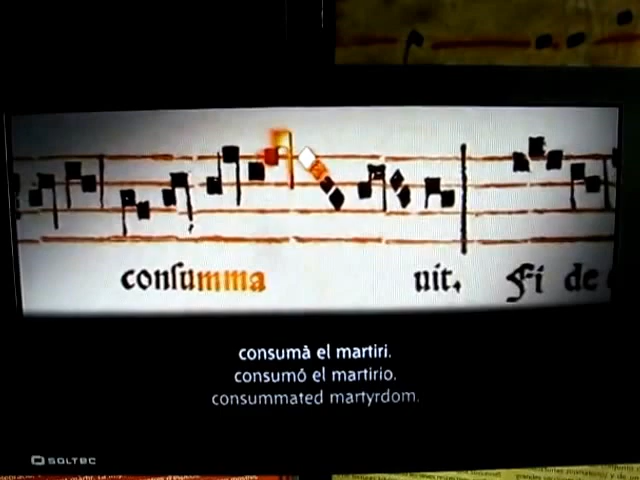 conſumma uit. Fi de
consumà el martiri.
consumó el martirio.
consummated martyrdom.
SOLTEC